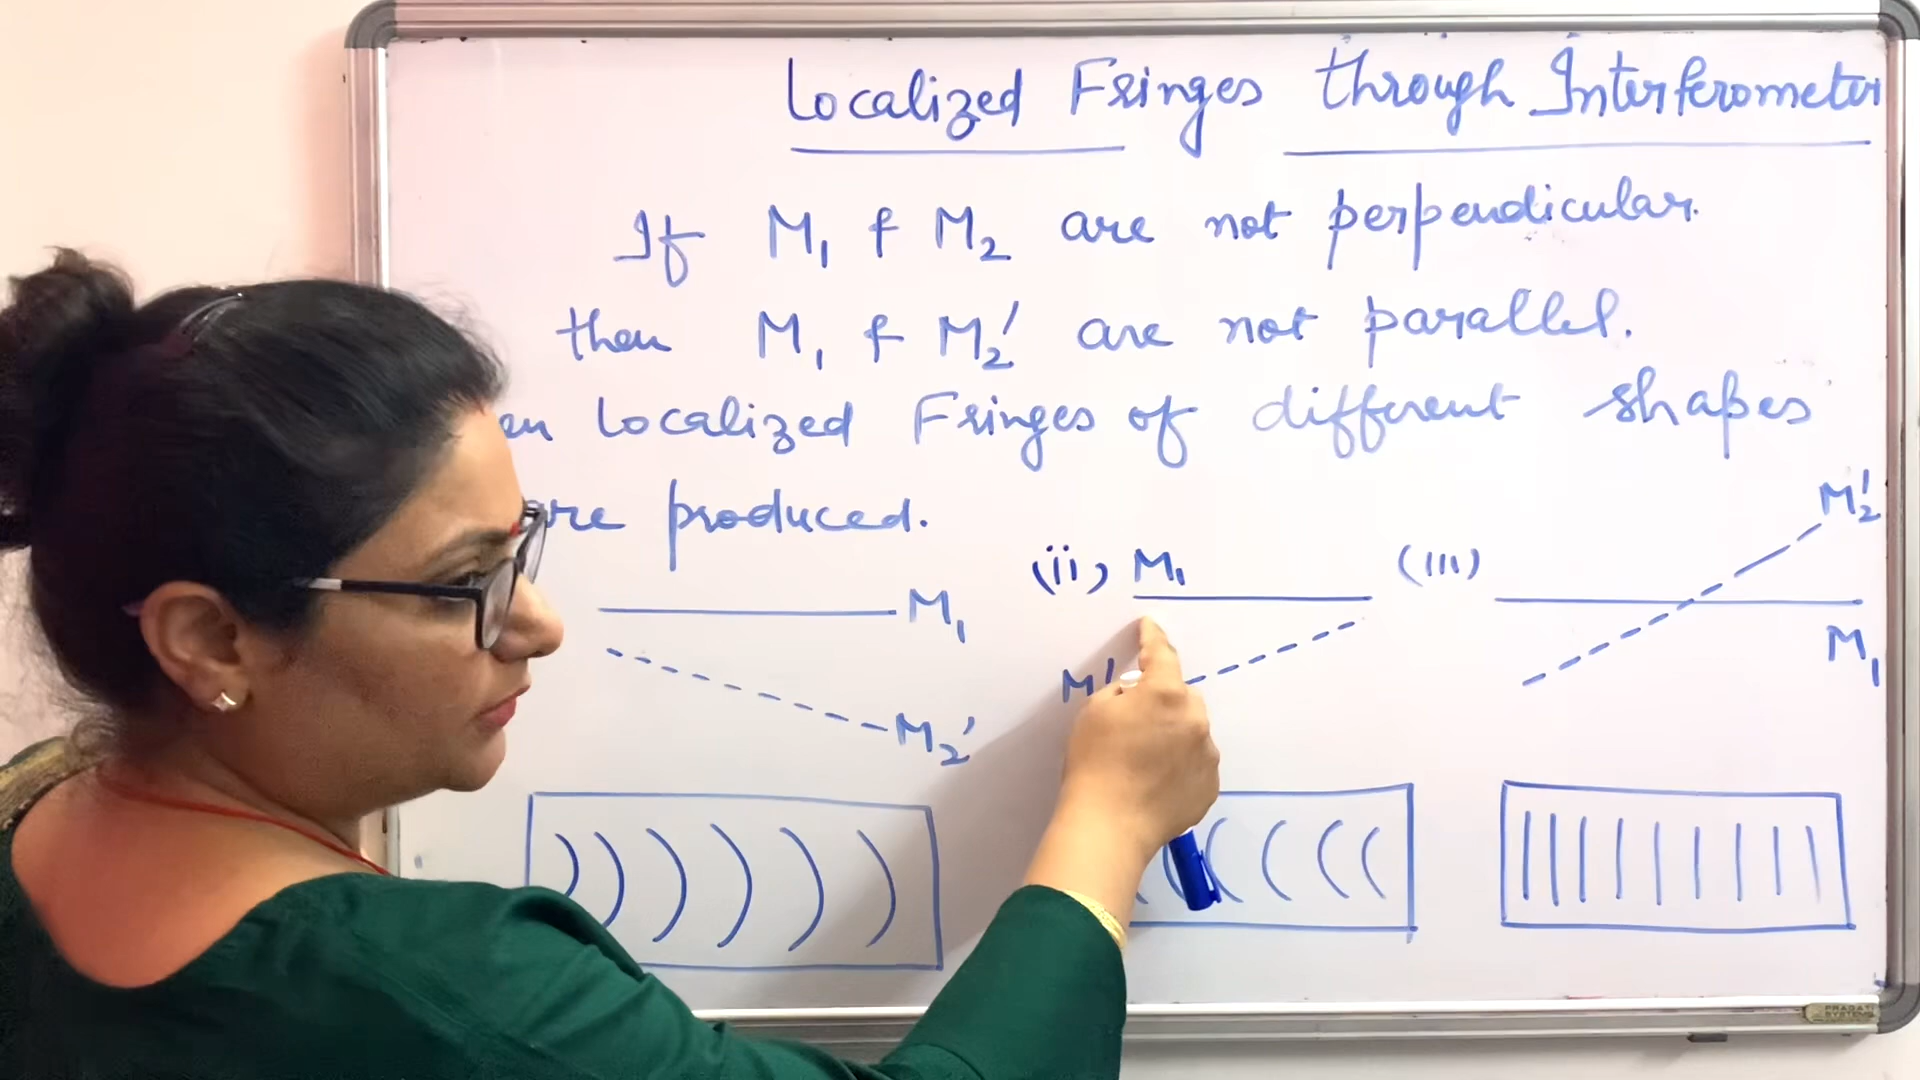 Localized Fringes through Interferometer
If M₁ & M₂ are not perpendicular.
then M₁ & M₂′ are not parallel.
Localized Fringes of different shapes
are produced.
M₁
M₂′
(ii) M₁
(iii)
M₂′
M₁